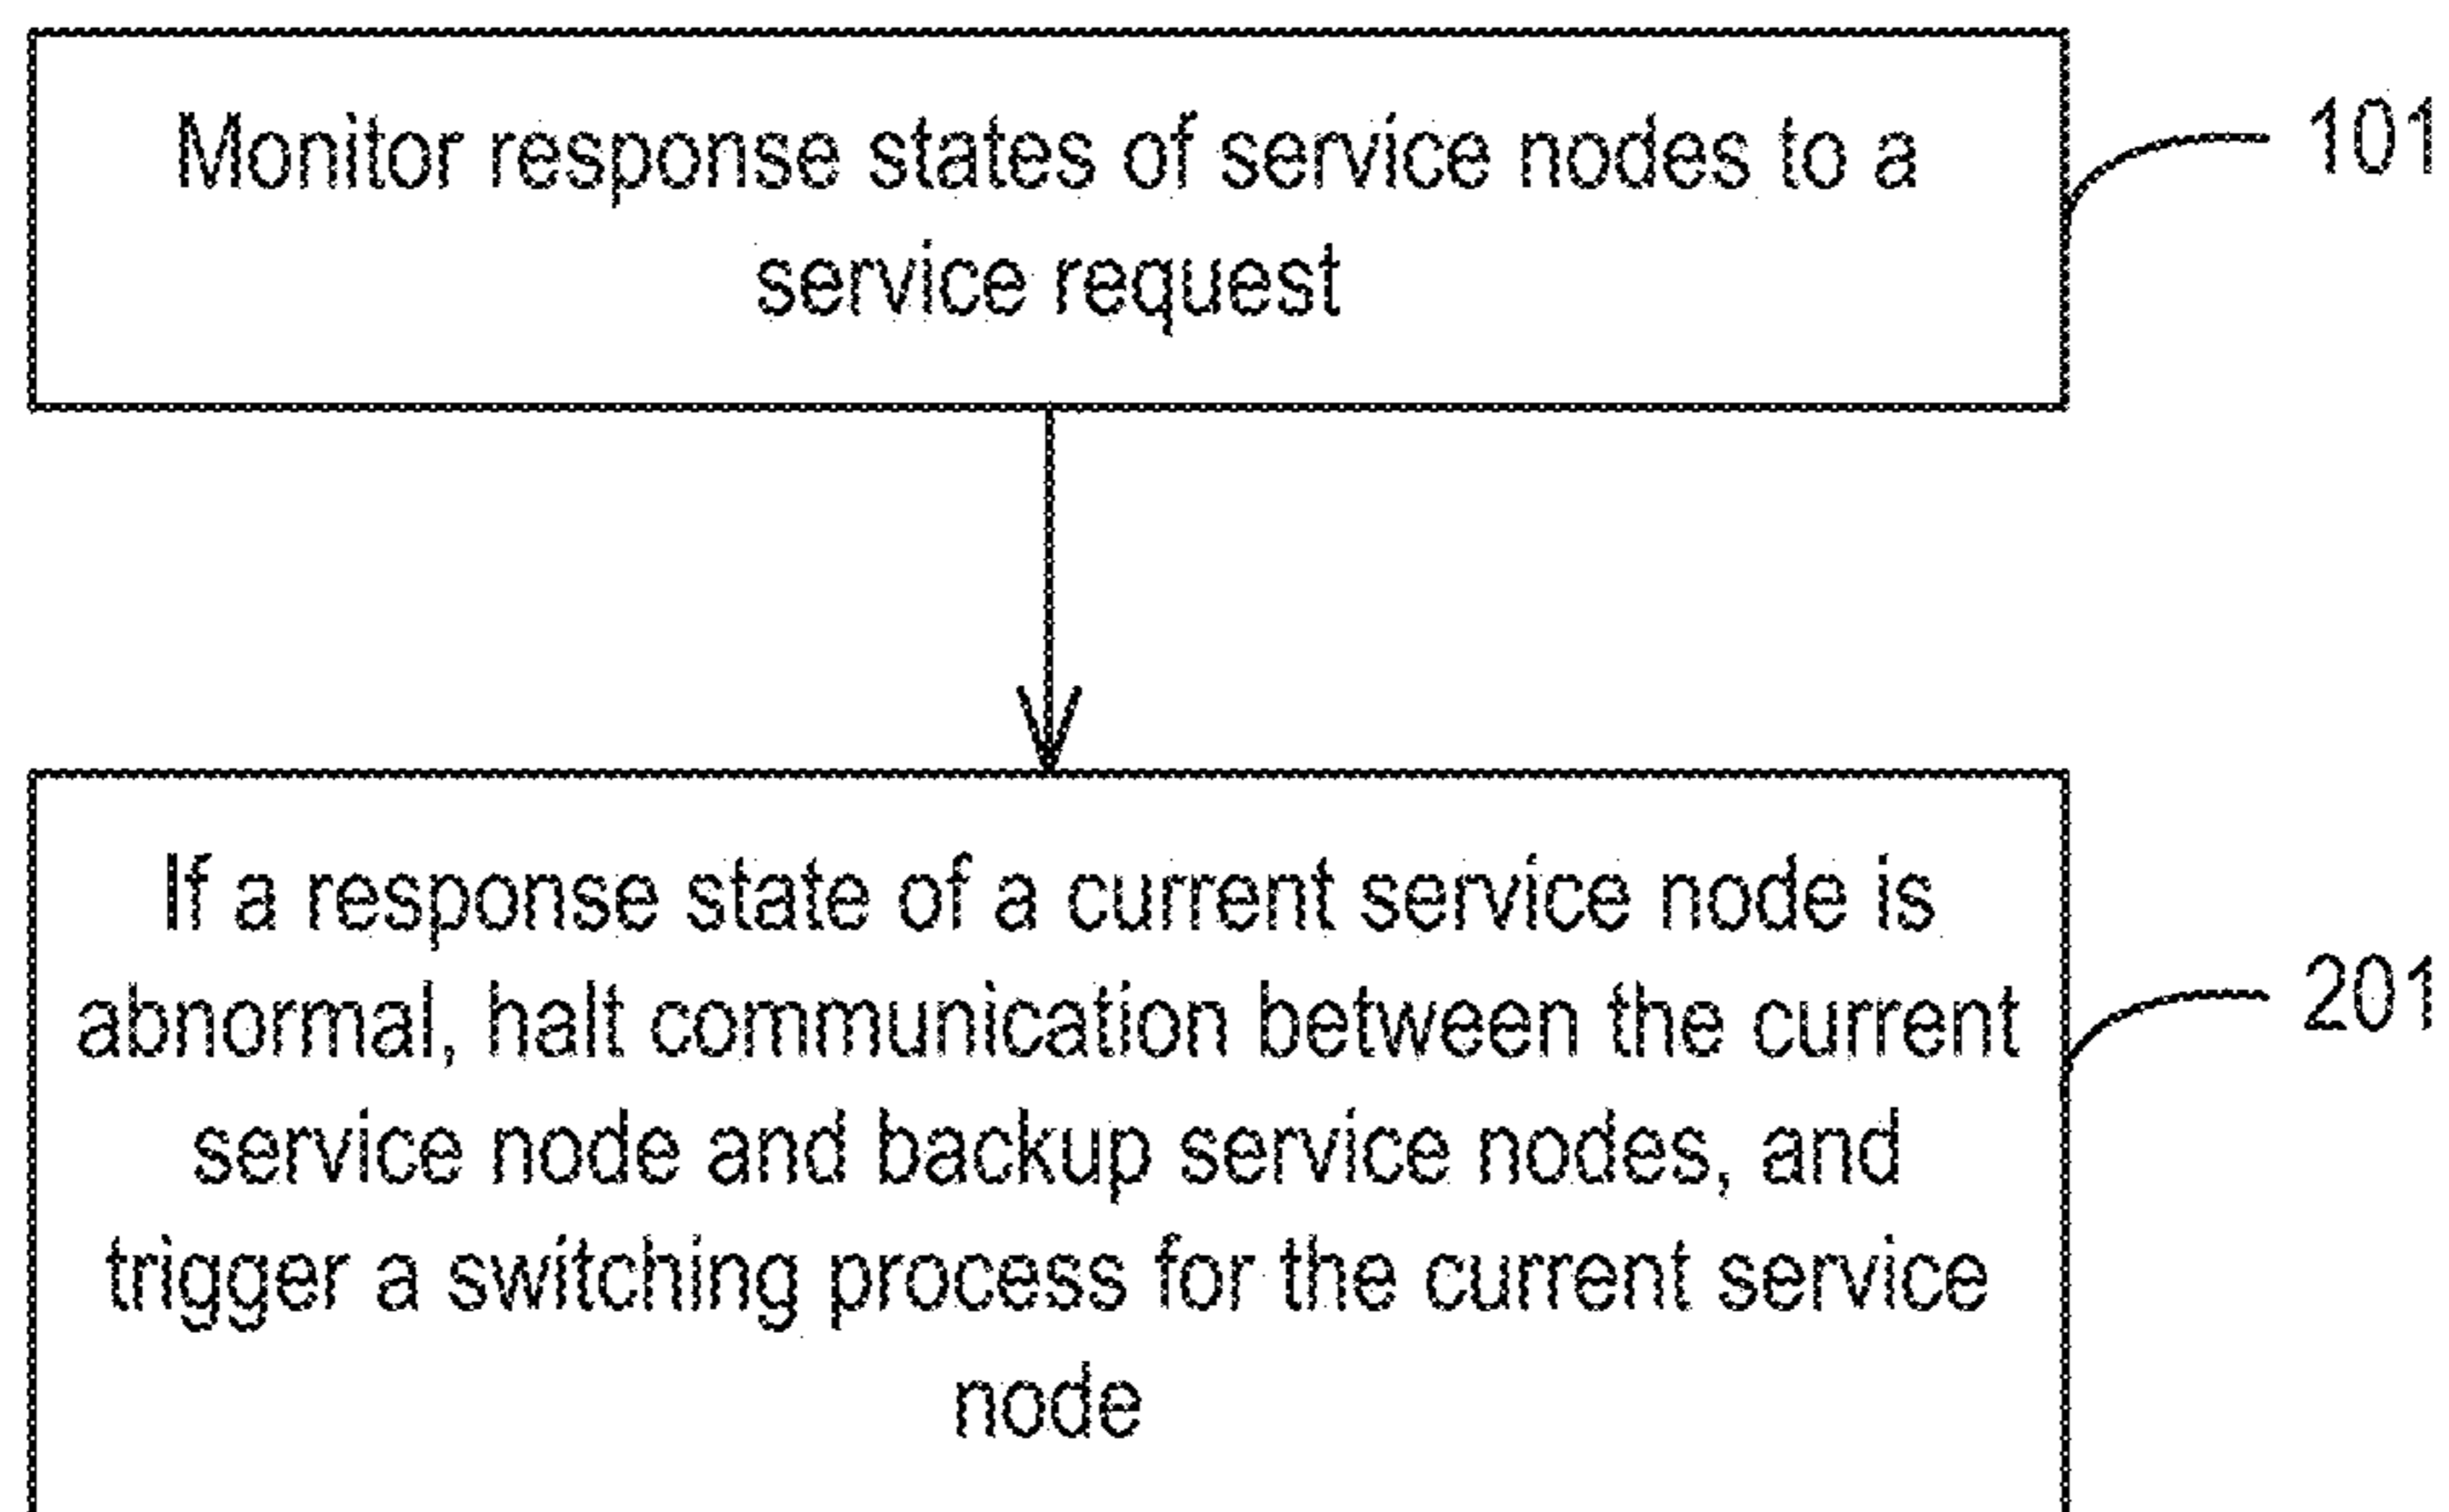 Monitor response states of service nodes to a
service request
101
If a response state of a current service node is
abnormal, halt communication between the current
service node and backup service nodes, and
trigger a switching process for the current service
node
201